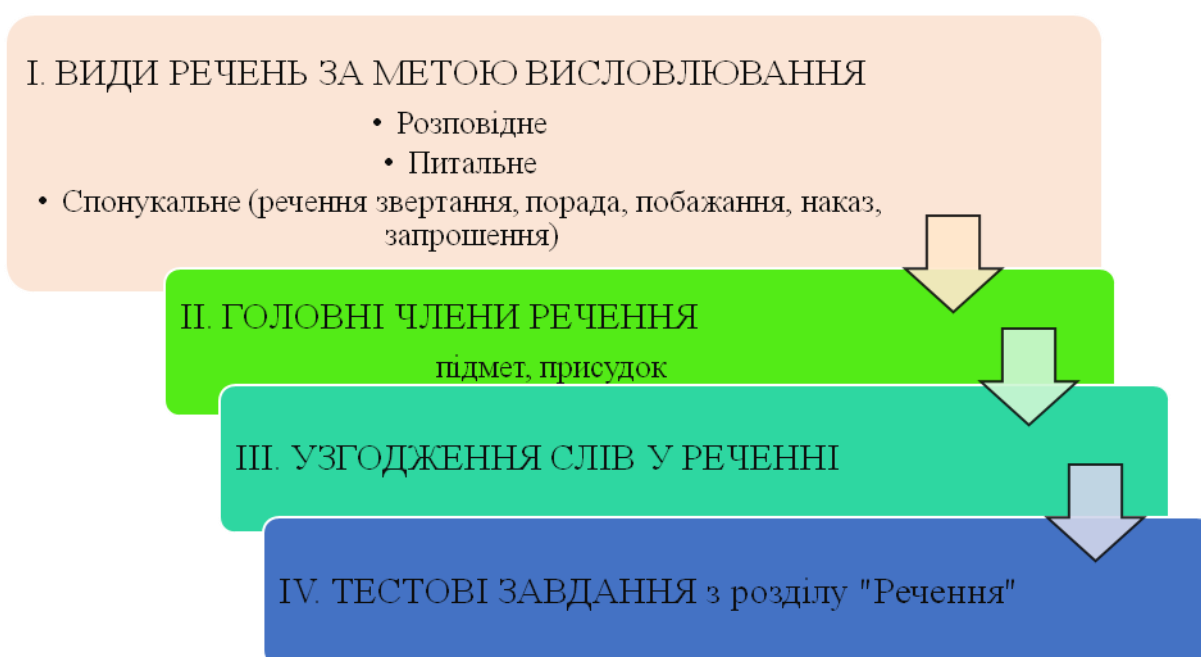 І. ВИДИ РЕЧЕНЬ ЗА МЕТОЮ ВИСЛОВЛЮВАННЯ
• Розповідне
• Питальне
• Спонукальне (речення звертання, порада, побажання, наказ,
запрошення)
ІІ. ГОЛОВНІ ЧЛЕНИ РЕЧЕННЯ
підмет, присудок
ІІІ. УЗГОДЖЕННЯ СЛІВ У РЕЧЕННІ
IV. ТЕСТОВІ ЗАВДАННЯ з розділу "Речення"